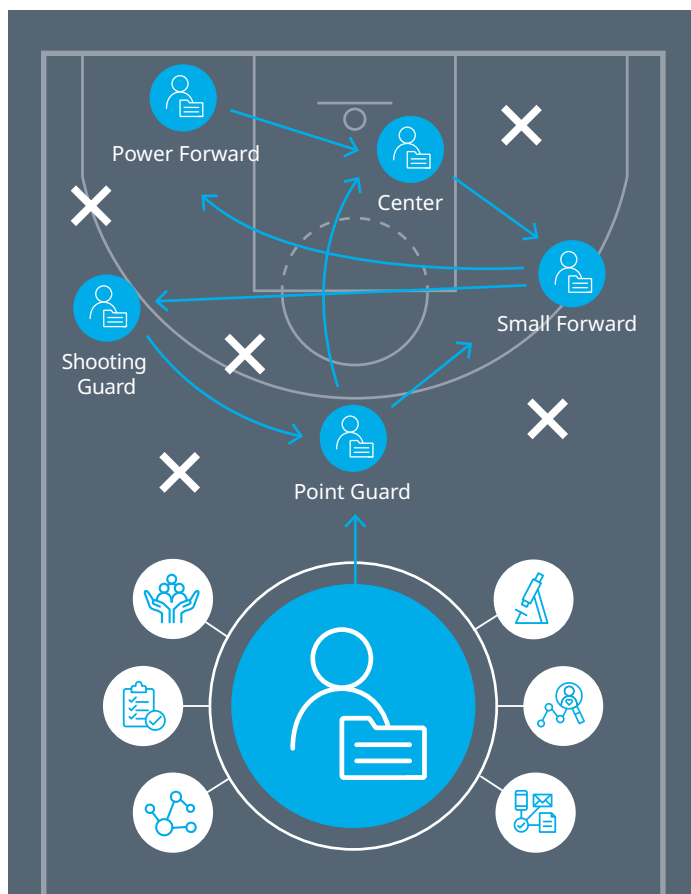 Power Forward
Center
Small Forward
Shooting
Guard
Point Guard